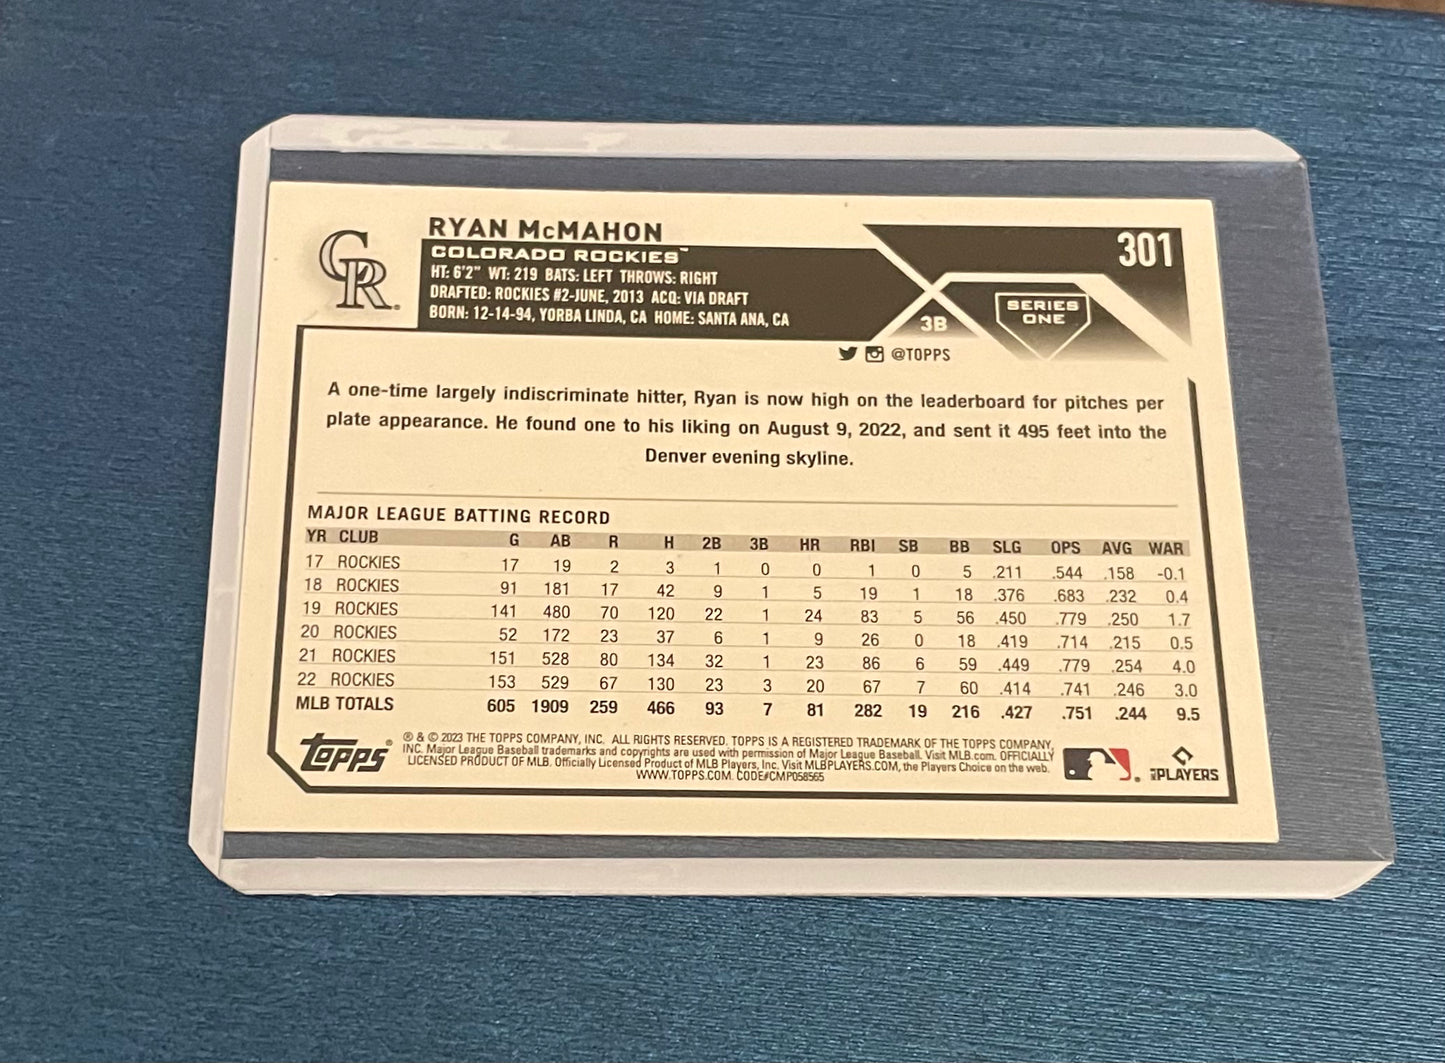 CR
RYAN McMAHON
COLORADO ROCKIES™
HT: 6'2" WT: 219 BATS: LEFT THROWS: RIGHT
DRAFTED: ROCKIES #2-JUNE, 2013 ACQ: VIA DRAFT
BORN: 12-14-94, YORBA LINDA, CA HOME: SANTA ANA, CA
301
3B
SERIES
ONE
@TOPPS
A one-time largely indiscriminate hitter, Ryan is now high on the leaderboard for pitches per
plate appearance. He found one to his liking on August 9, 2022, and sent it 495 feet into the
Denver evening skyline.
MAJOR LEAGUE BATTING RECORD
YR CLUB G AB R H 2B 3B HR RBI SB BB SLG OPS AVG WAR
17 ROCKIES 17 19 2 3 1 0 0 1 0 5 .211 .544 .158 -0.1
18 ROCKIES 91 181 17 42 9 1 5 19 1 18 .376 .683 .232 0.4
19 ROCKIES 141 480 70 120 22 1 24 83 5 56 .450 .779 .250 1.7
20 ROCKIES 52 172 23 37 6 1 9 26 0 18 .419 .714 .215 0.5
21 ROCKIES 151 528 80 134 32 1 23 86 6 59 .449 .779 .254 4.0
22 ROCKIES 153 529 67 130 23 3 20 67 7 60 .414 .741 .246 3.0
MLB TOTALS 605 1909 259 466 93 7 81 282 19 216 .427 .751 .244 9.5
Topps®
® & © 2023 THE TOPPS COMPANY, INC. ALL RIGHTS RESERVED. TOPPS IS A REGISTERED TRADEMARK OF THE TOPPS COMPANY,
INC. Major League Baseball trademarks and copyrights are used with permission of Major League Baseball. Visit MLB.com. OFFICIALLY
LICENSED PRODUCT OF MLB. Officially Licensed Product of MLB Players, Inc. Visit MLBPLAYERS.COM, the Players Choice on the web.
WWW.TOPPS.COM. CODE#CMP058565
MLB PLAYERS